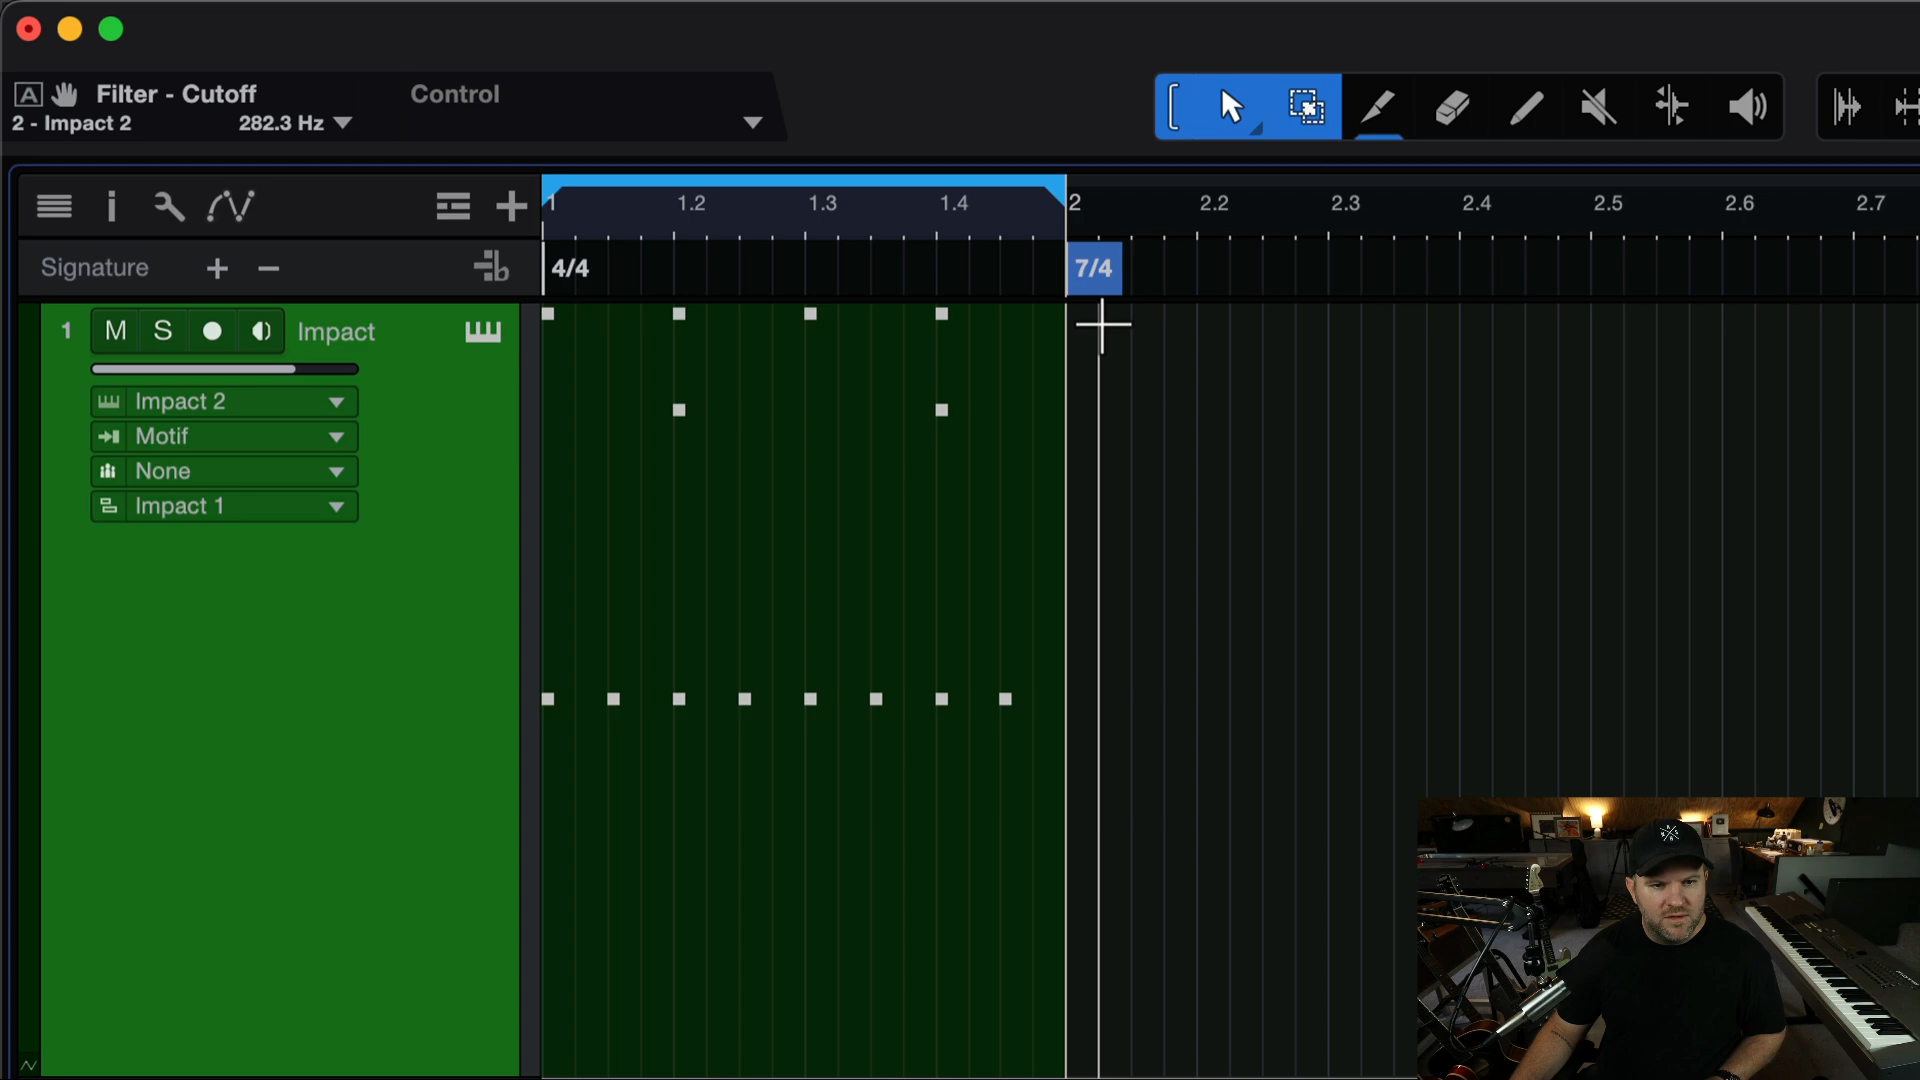 A Filter - Cutoff
Control
2 - Impact 2
282.3 Hz
1
1.2
1.3
1.4
2
2.2
2.3
2.4
2.5
2.6
2.7
Signature
4/4
7/4
1
M
S
Impact
Impact 2
Motif
None
Impact 1